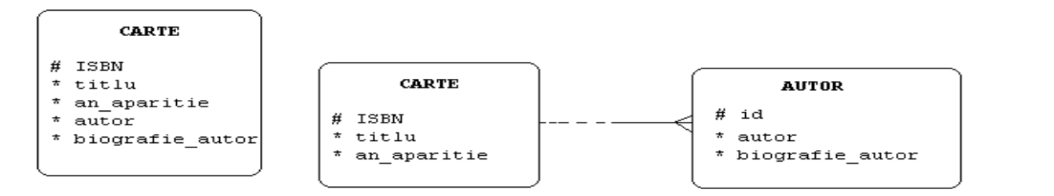 CARTE
# ISBN
* titlu
* an_aparitie
* autor
* biografie_autor
CARTE
# ISBN
* titlu
* an_aparitie
AUTOR
# id
* autor
* biografie_autor